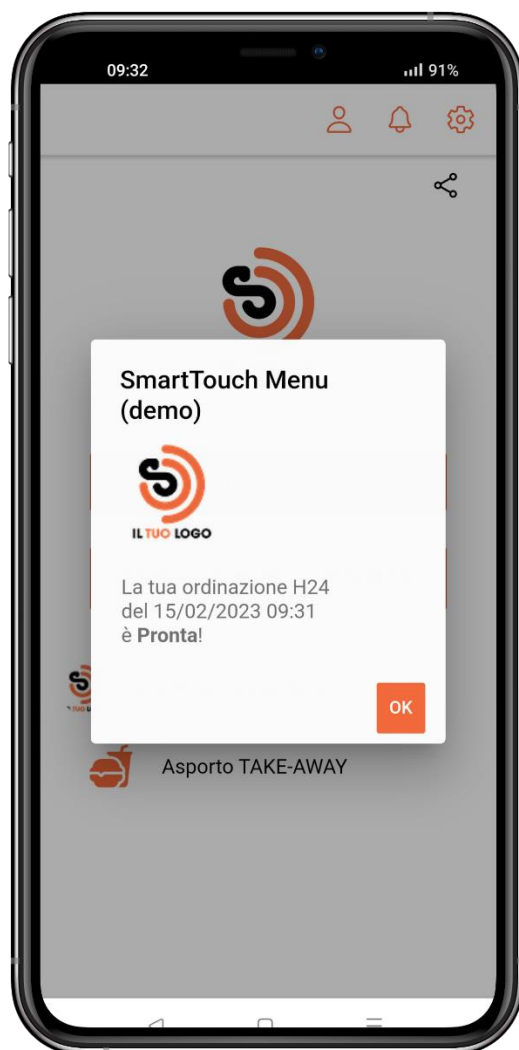 09:32
91%
SmartTouch Menu
(demo)
IL TUO LOGO
La tua ordinazione H24
del 15/02/2023 09:31
è Pronta!
OK
Asporto TAKE-AWAY